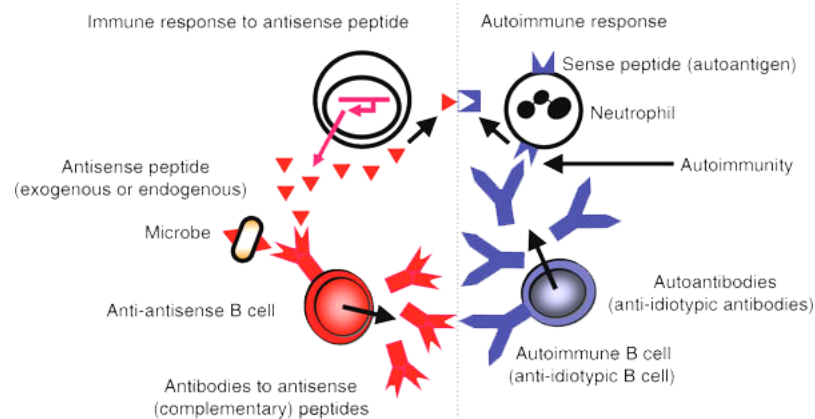 Immune response to antisense peptide
Autoimmune response
Sense peptide (autoantigen)
Neutrophil
Antisense peptide
(exogenous or endogenous)
Autoimmunity
Microbe
Anti-antisense B cell
Autoantibodies
(anti-idiotypic antibodies)
Autoimmune B cell
(anti-idiotypic B cell)
Antibodies to antisense
(complementary) peptides